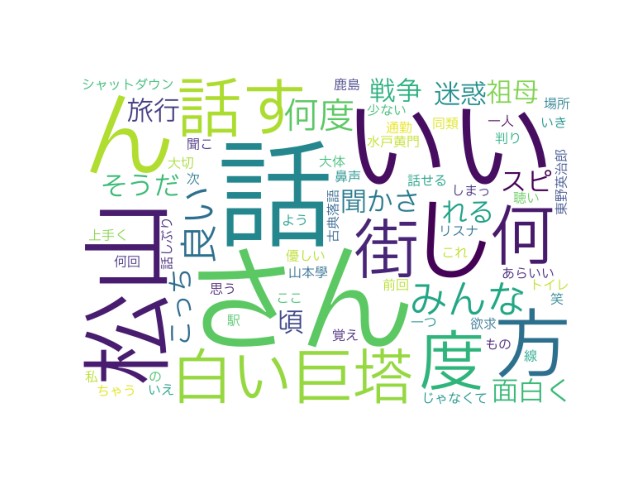 シャットダウン
鹿島
戦争
迷惑
祖母
場所
ん
話す
何度
少ない
いい
旅行
通勤
同類
一人
いき
水戸黄門
判り
聞こ
大切
次
そうだ
話
大体
鼻声
聞かさ
話せる
しまっ
スピ
聴い
東野英治郎
松山
良い
古典落語
よう
街
し
れる
何
リスナ
上手く
話しぶり
さん
優しい
これ
何回
こっち
山本學
あらいい
思う
ここ
前回
みんな
トイレ
笑
駅
頃
覚え
一つ
欲求
方
もの
線
私
の
白い巨塔
度
ちゃう
いえ
じゃなくて
面白く